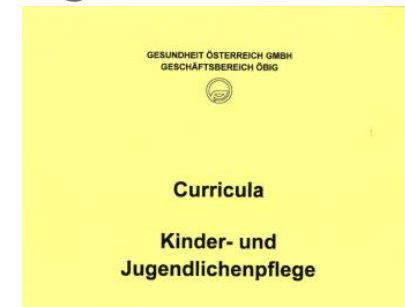 GESUNDHEIT ÖSTERREICH GMBH
GESCHÄFTSBEREICH ÖBIG
Curricula
Kinder- und
Jugendlichenpflege